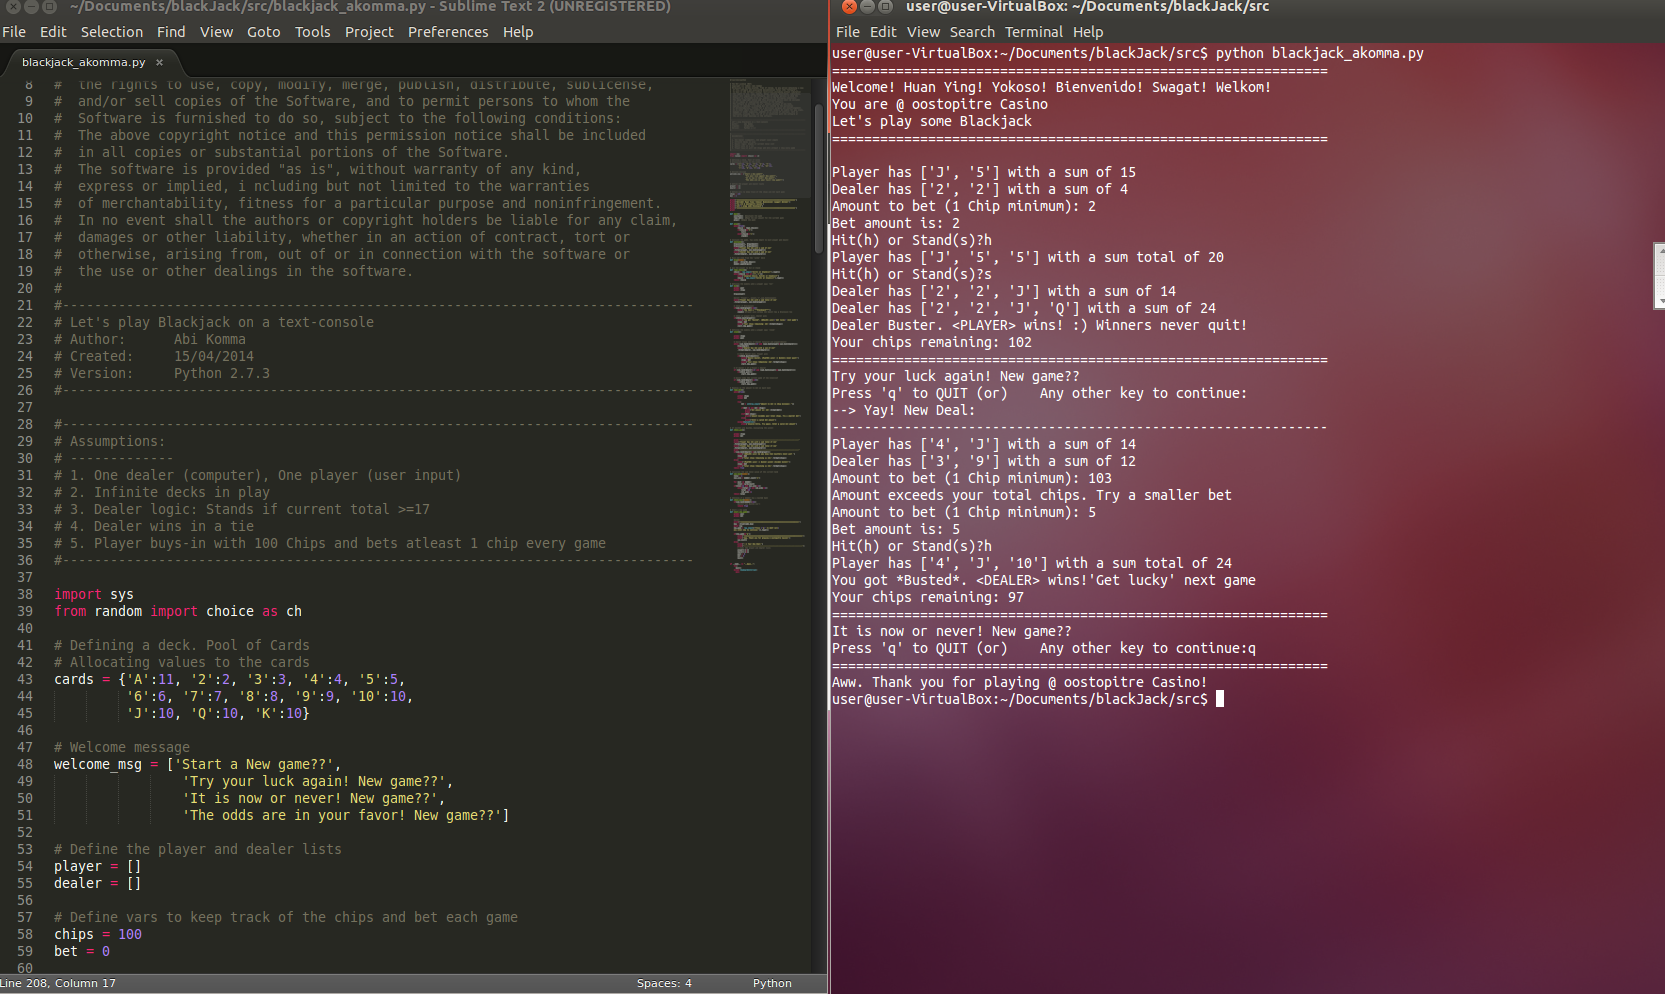 ~/Documents/blackJack/src/blackjack_akomma.py - Sublime Text 2 (UNREGISTERED)
File Edit Selection Find View Goto Tools Project Preferences Help
blackjack_akomma.py ×
8 #  the rights to use, copy, modify, merge, publish, distribute, sublicense,
9 #  and/or sell copies of the Software, and to permit persons to whom the
10 #  Software is furnished to do so, subject to the following conditions:
11 #  The above copyright notice and this permission notice shall be included
12 #  in all copies or substantial portions of the Software.
13 #  The software is provided "as is", without warranty of any kind,
14 #  express or implied, i ncluding but not limited to the warranties
15 #  of merchantability, fitness for a particular purpose and noninfringement.
16 #  In no event shall the authors or copyright holders be liable for any claim,
17 #  damages or other liability, whether in an action of contract, tort or
18 #  otherwise, arising from, out of or in connection with the software or
19 #  the use or other dealings in the software.
20 #
21 #------------------------------------------------------------------------------
22 # Let's play Blackjack on a text-console
23 # Author:      Abi Komma
24 # Created:     15/04/2014
25 # Version:     Python 2.7.3
26 #------------------------------------------------------------------------------
27
28 #------------------------------------------------------------------------------
29 # Assumptions:
30 # -------------
31 # 1. One dealer (computer), One player (user input)
32 # 2. Infinite decks in play
33 # 3. Dealer logic: Stands if current total >=17
34 # 4. Dealer wins in a tie
35 # 5. Player buys-in with 100 Chips and bets atleast 1 chip every game
36 #------------------------------------------------------------------------------
37
38 import sys
39 from random import choice as ch
40
41 # Defining a deck. Pool of Cards
42 # Allocating values to the cards
43 cards = {'A':11, '2':2, '3':3, '4':4, '5':5,
44          '6':6, '7':7, '8':8, '9':9, '10':10,
45          'J':10, 'Q':10, 'K':10}
46
47 # Welcome message
48 welcome_msg = ['Start a New game??',
49                'Try your luck again! New game??',
50                'It is now or never! New game??',
51                'The odds are in your favor! New game??']
52
53 # Define the player and dealer lists
54 player = []
55 dealer = []
56
57 # Define vars to keep track of the chips and bet each game
58 chips = 100
59 bet = 0
60
Line 208, Column 17 Spaces: 4 Python
user@user-VirtualBox: ~/Documents/blackJack/src
File Edit View Search Terminal Help
user@user-VirtualBox:~/Documents/blackJack/src$ python blackjack_akomma.py
==============================================================
Welcome! Huan Ying! Yokoso! Bienvenido! Swagat! Welkom!
You are @ oostopitre Casino
Let's play some Blackjack
==============================================================
Player has ['J', '5'] with a sum of 15
Dealer has ['2', '2'] with a sum of 4
Amount to bet (1 Chip minimum): 2
Bet amount is: 2
Hit(h) or Stand(s)?h
Player has ['J', '5', '5'] with a sum total of 20
Hit(h) or Stand(s)?s
Dealer has ['2', '2', 'J'] with a sum of 14
Dealer has ['2', '2', 'J', 'Q'] with a sum of 24
Dealer Buster. <PLAYER> wins! :) Winners never quit!
Your chips remaining: 102
==============================================================
Try your luck again! New game??
Press 'q' to QUIT (or)    Any other key to continue:
--> Yay! New Deal:
--------------------------------------------------------------
Player has ['4', 'J'] with a sum of 14
Dealer has ['3', '9'] with a sum of 12
Amount to bet (1 Chip minimum): 103
Amount exceeds your total chips. Try a smaller bet
Amount to bet (1 Chip minimum): 5
Bet amount is: 5
Hit(h) or Stand(s)?h
Player has ['4', 'J', '10'] with a sum total of 24
You got *Busted*. <DEALER> wins!'Get lucky' next game
Your chips remaining: 97
==============================================================
It is now or never! New game??
Press 'q' to QUIT (or)    Any other key to continue:q
==============================================================
Aww. Thank you for playing @ oostopitre Casino!
user@user-VirtualBox:~/Documents/blackJack/src$